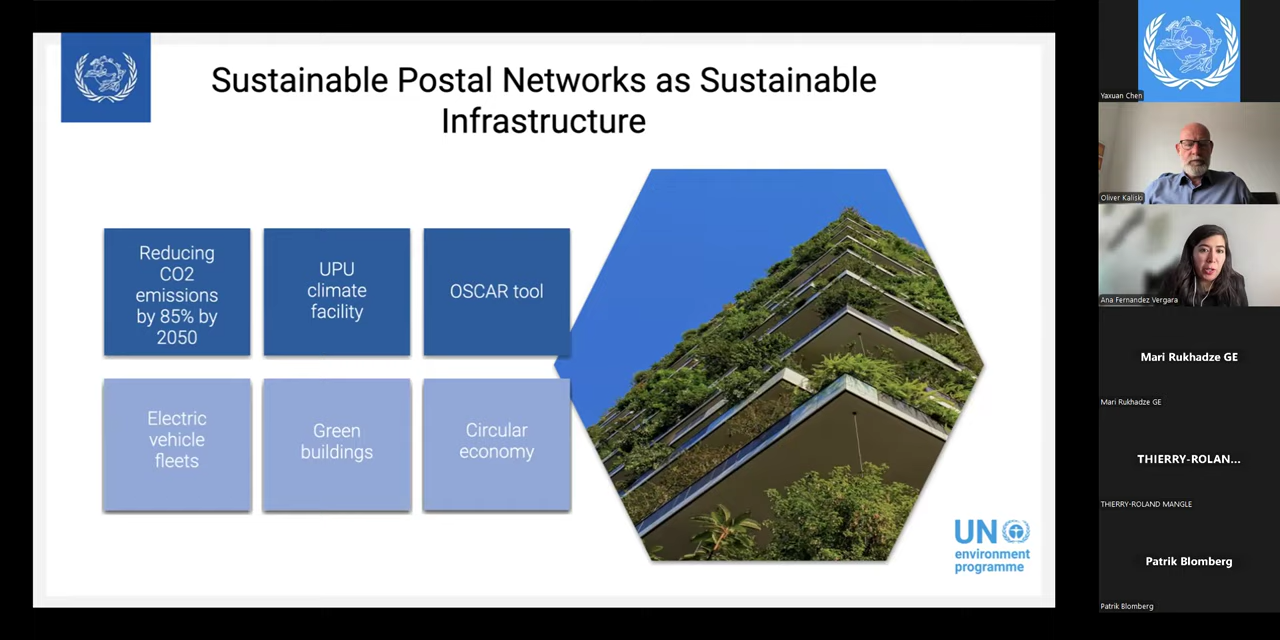 Sustainable Postal Networks as Sustainable
Infrastructure
Reducing
CO2
emissions
by 85% by
2050
UPU
climate
facility
OSCAR tool
Electric
vehicle
fleets
Green
buildings
Circular
economy
UN
environment
programme
Yaxuan Chen
Oliver Kalisio
Ana Fernandez Vergara
Mari Rukhadze GE
Mari Rukhadze GE
THIERRY-ROLAN...
THIERRY-ROLAND MANGLE
Patrik Blomberg
Patrik Blomberg